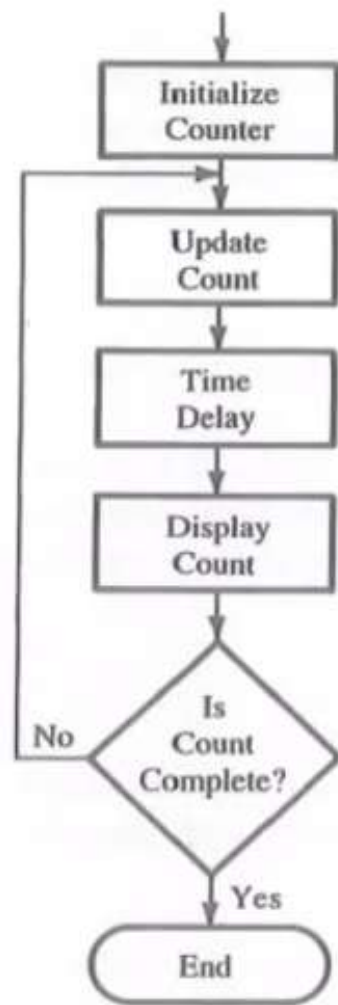 Initialize
Counter
Update
Count
Time
Delay
Display
Count
Is
Count
Complete?
No
Yes
End